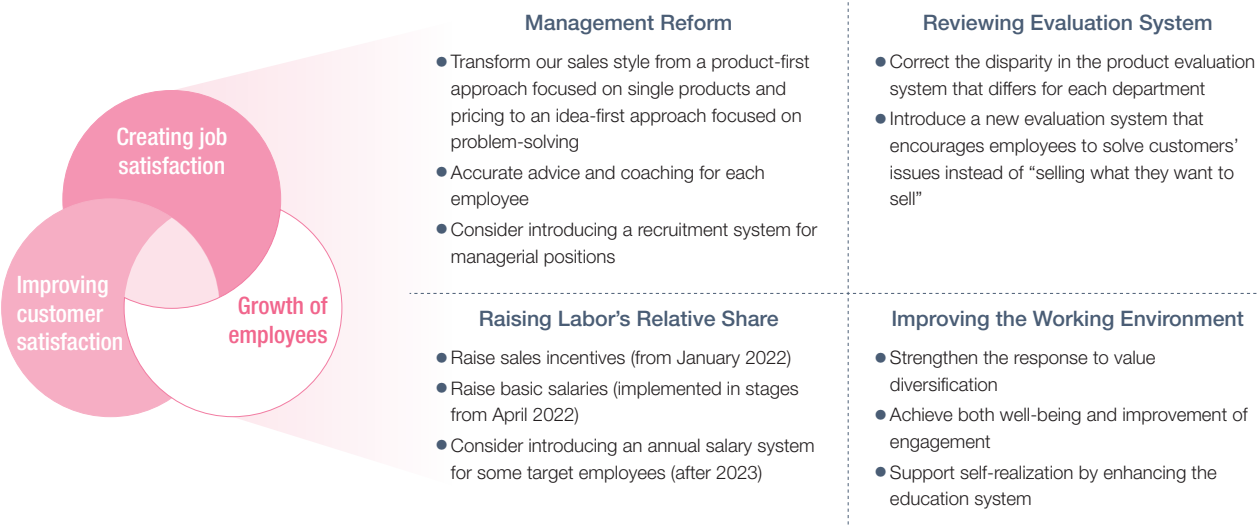 Creating job
satisfaction
Improving
customer
satisfaction
Growth of
employees
Management Reform
● Transform our sales style from a product-first
approach focused on single products and
pricing to an idea-first approach focused on
problem-solving
● Accurate advice and coaching for each
employee
● Consider introducing a recruitment system for
managerial positions
Reviewing Evaluation System
● Correct the disparity in the product evaluation
system that differs for each department
● Introduce a new evaluation system that
encourages employees to solve customers’
issues instead of “selling what they want to
sell”
Raising Labor’s Relative Share
● Raise sales incentives (from January 2022)
● Raise basic salaries (implemented in stages
from April 2022)
● Consider introducing an annual salary system
for some target employees (after 2023)
Improving the Working Environment
● Strengthen the response to value
diversification
● Achieve both well-being and improvement of
engagement
● Support self-realization by enhancing the
education system